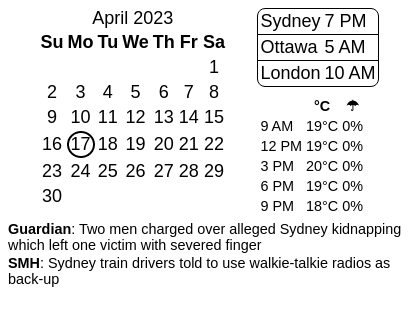 April 2023
Su Mo Tu We Th Fr Sa
1
2 3 4 5 6 7 8
9 10 11 12 13 14 15
16 17 18 19 20 21 22
23 24 25 26 27 28 29
30
Sydney 7 PM
Ottawa 5 AM
London 10 AM
°C ☂
9 AM 19°C 0%
12 PM 19°C 0%
3 PM 20°C 0%
6 PM 19°C 0%
9 PM 18°C 0%
Guardian: Two men charged over alleged Sydney kidnapping
which left one victim with severed finger
SMH: Sydney train drivers told to use walkie-talkie radios as
back-up